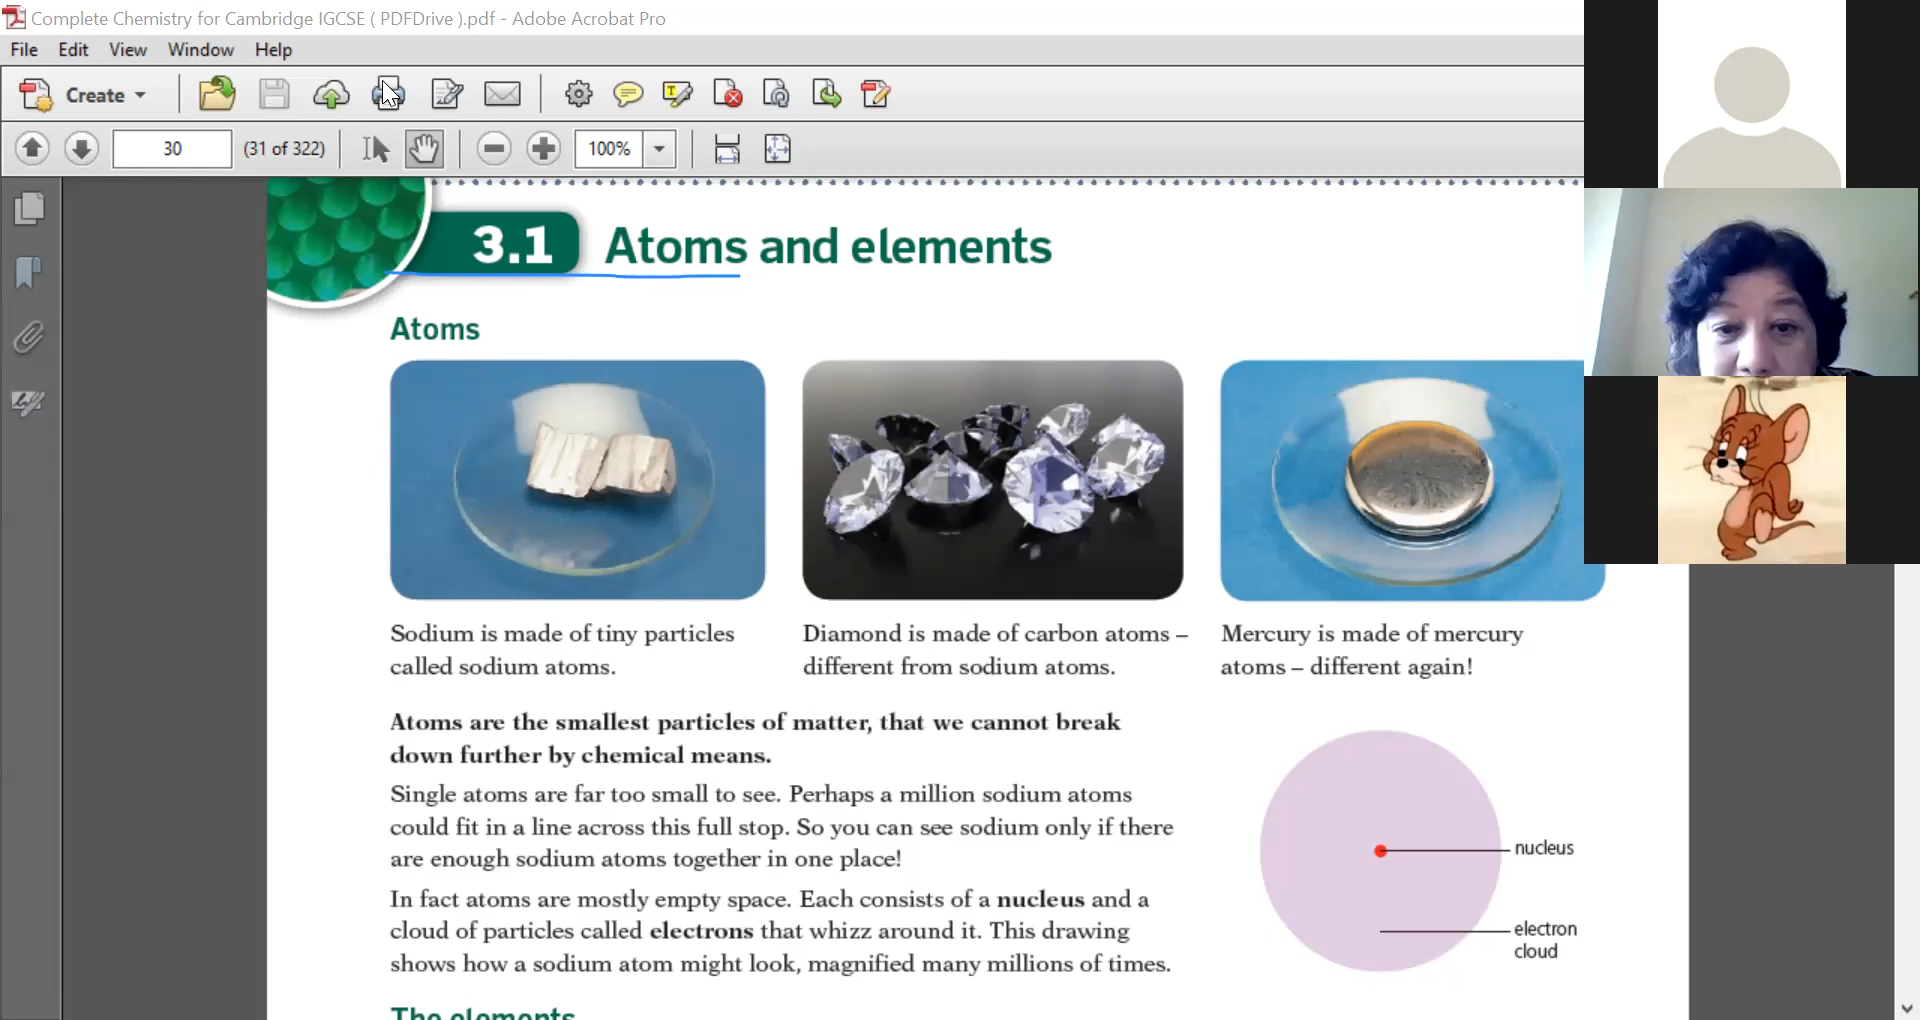 Complete Chemistry for Cambridge IGCSE ( PDFDrive ).pdf - Adobe Acrobat Pro
File Edit View Window Help
Create
30 (31 of 322) 100%
3.1 Atoms and elements
Atoms
Sodium is made of tiny particles
called sodium atoms.
Diamond is made of carbon atoms –
different from sodium atoms.
Mercury is made of mercury
atoms – different again!
Atoms are the smallest particles of matter, that we cannot break
down further by chemical means.
Single atoms are far too small to see. Perhaps a million sodium atoms
could fit in a line across this full stop. So you can see sodium only if there
are enough sodium atoms together in one place!
In fact atoms are mostly empty space. Each consists of a nucleus and a
cloud of particles called electrons that whizz around it. This drawing
shows how a sodium atom might look, magnified many millions of times.
nucleus
electron
cloud
The elements